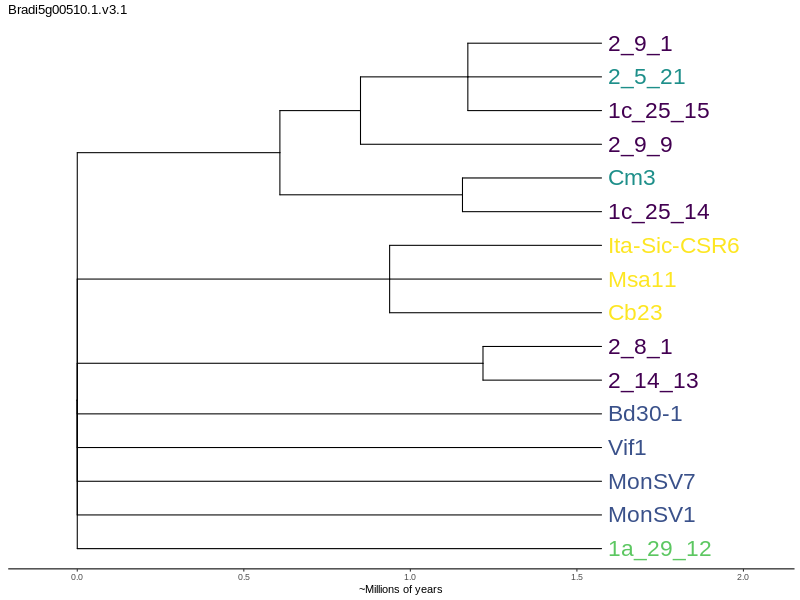 Bradi5g00510.1.v3.1
2_9_1
2_5_21
1c_25_15
2_9_9
Cm3
1c_25_14
Ita-Sic-CSR6
Msa11
Cb23
2_8_1
2_14_13
Bd30-1
Vif1
MonSV7
MonSV1
1a_29_12
0.0 0.5 1.0 1.5 2.0
~Millions of years